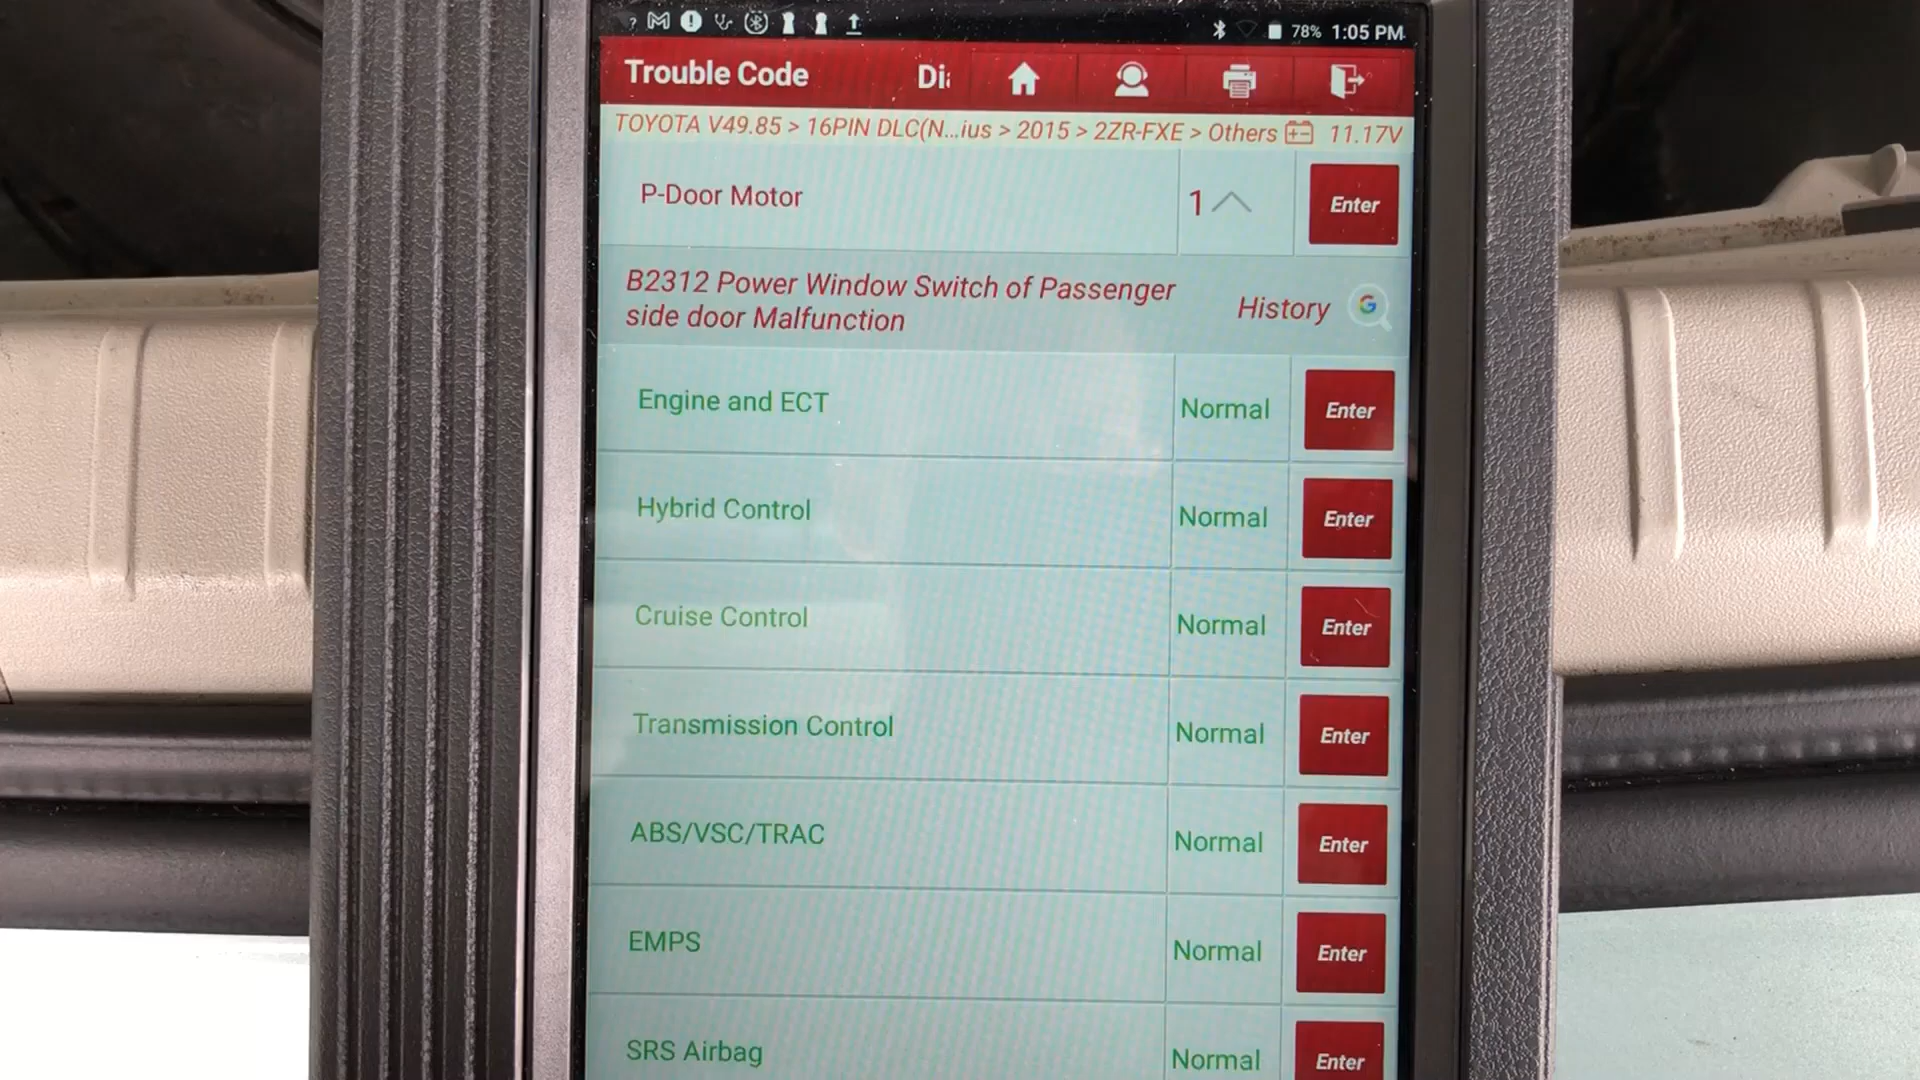 78% 1:05 PM
Trouble Code Di
TOYOTA V49.85 > 16PIN DLC(N...ius > 2015 > 2ZR-FXE > Others 11.17V
P-Door Motor 1 Enter
B2312 Power Window Switch of Passenger
side door Malfunction
History G
Engine and ECT Normal Enter
Hybrid Control Normal Enter
Cruise Control Normal Enter
Transmission Control Normal Enter
ABS/VSC/TRAC Normal Enter
EMPS Normal Enter
SRS Airbag Normal Enter